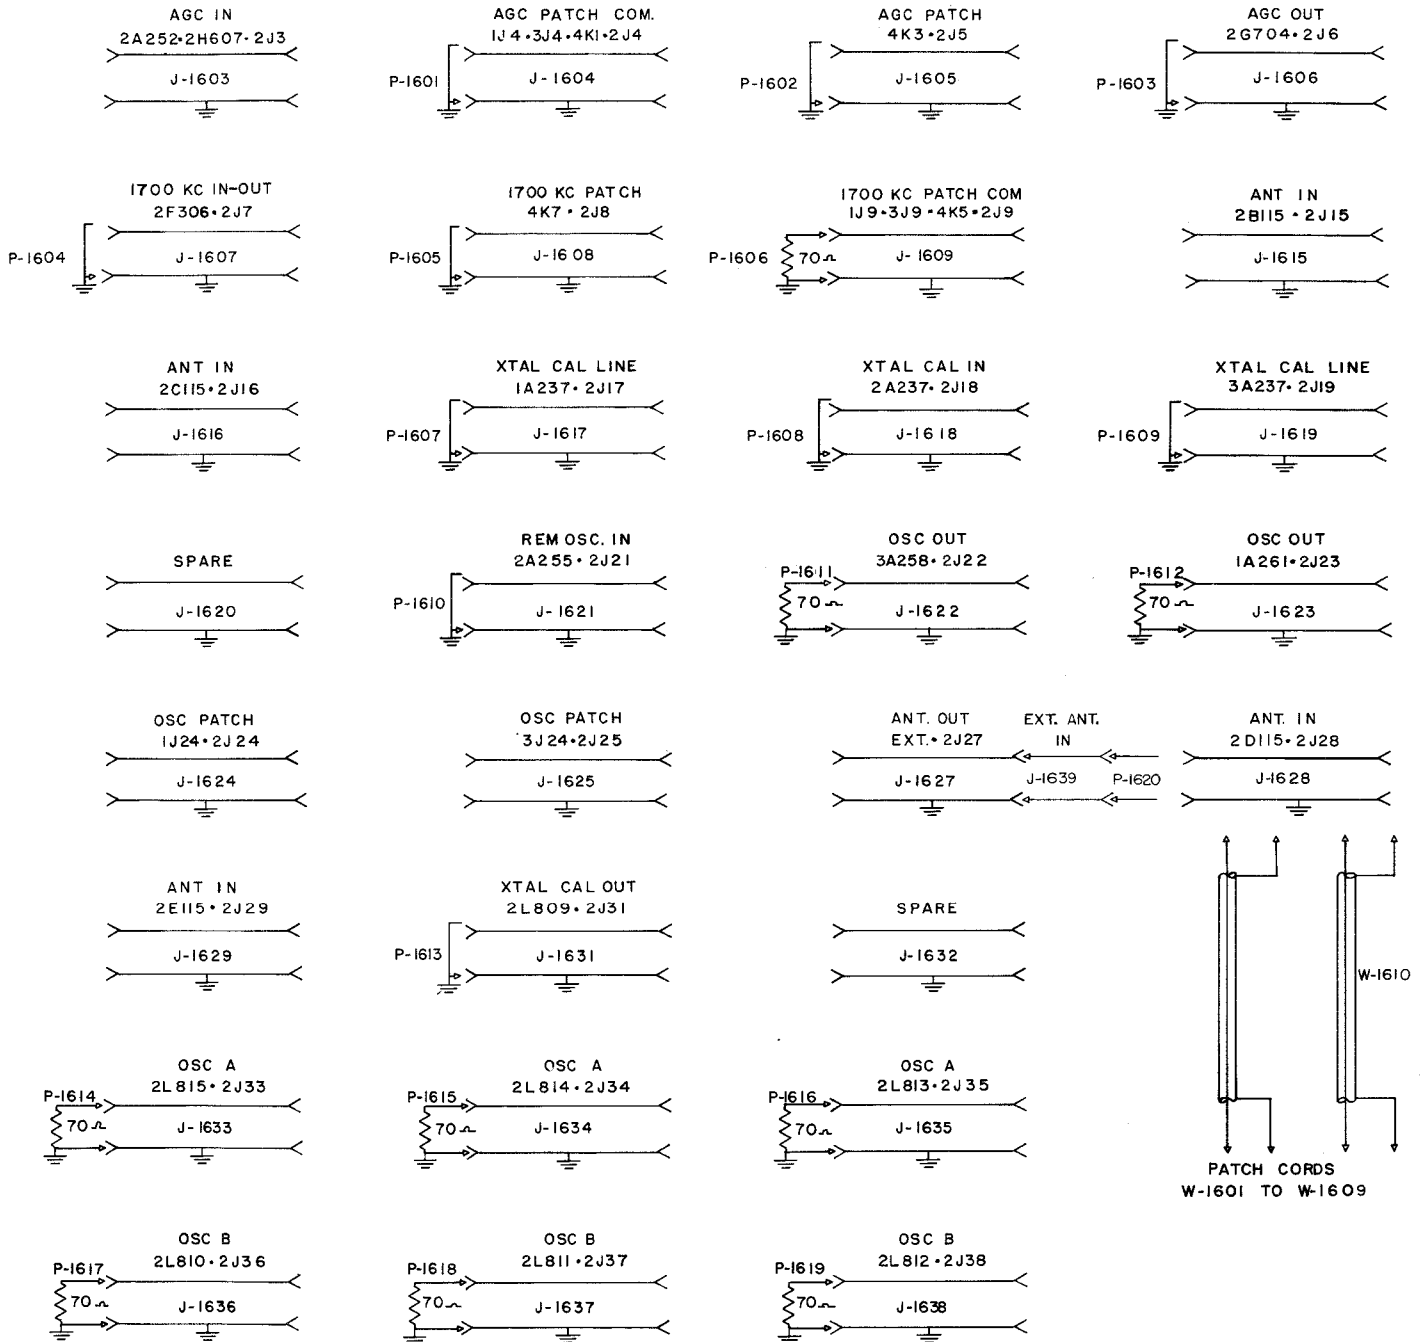 AGC IN
2A252·2H607·2J3
J-1603
AGC PATCH COM.
1J4·3J4·4K1·2J4
P-1601
J-1604
AGC PATCH
4K3·2J5
P-1602
J-1605
AGC OUT
2G704·2J6
P-1603
J-1606
1700 KC IN-OUT
2F306·2J7
P-1604
J-1607
1700 KC PATCH
4K7·2J8
P-1605
J-1608
1700 KC PATCH COM
1J9·3J9·4K5·2J9
P-1606
70Ω
J-1609
ANT IN
2B115·2J15
J-1615
ANT IN
2C115·2J16
J-1616
XTAL CAL LINE
1A237·2J17
P-1607
J-1617
XTAL CAL IN
2A237·2J18
P-1608
J-1618
XTAL CAL LINE
3A237·2J19
P-1609
J-1619
SPARE
J-1620
REM OSC. IN
2A255·2J21
P-1610
J-1621
OSC OUT
3A258·2J22
P-1611
70Ω
J-1622
OSC OUT
1A261·2J23
P-1612
70Ω
J-1623
OSC PATCH
1J24·2J24
J-1624
OSC PATCH
3J24·2J25
J-1625
ANT. OUT
EXT.·2J27
J-1627
EXT. ANT.
IN
J-1639
P-1620
ANT. IN
2D115·2J28
J-1628
ANT IN
2E115·2J29
J-1629
XTAL CAL OUT
2L809·2J31
P-1613
J-1631
SPARE
J-1632
W-1610
OSC A
2L815·2J33
P-1614
70Ω
J-1633
OSC A
2L814·2J34
P-1615
70Ω
J-1634
OSC A
2L813·2J35
P-1616
70Ω
J-1635
PATCH CORDS
W-1601 TO W-1609
OSC B
2L810·2J36
P-1617
70Ω
J-1636
OSC B
2L811·2J37
P-1618
70Ω
J-1637
OSC B
2L812·2J38
P-1619
70Ω
J-1638